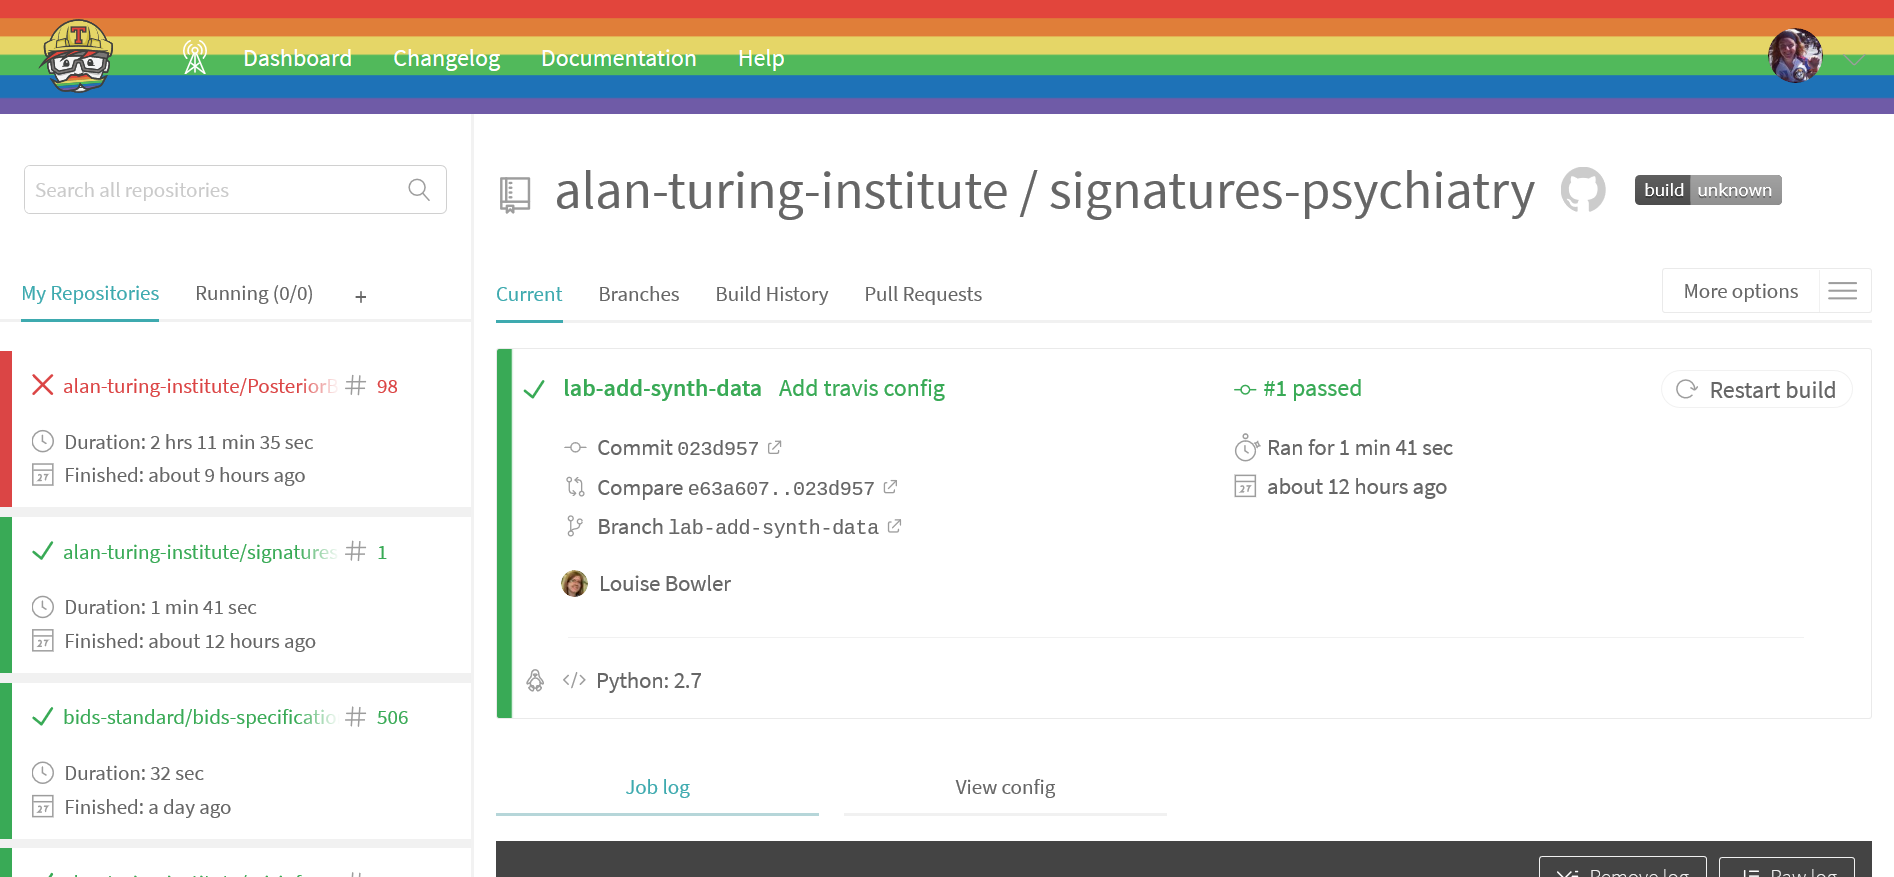 Dashboard Changelog Documentation Help
Search all repositories
alan-turing-institute / signatures-psychiatry build unknown
My Repositories Running (0/0) +
Current Branches Build History Pull Requests More options
alan-turing-institute/PosteriorB # 98
Duration: 2 hrs 11 min 35 sec
Finished: about 9 hours ago
alan-turing-institute/signatures # 1
Duration: 1 min 41 sec
Finished: about 12 hours ago
bids-standard/bids-specificatio # 506
Duration: 32 sec
Finished: a day ago
lab-add-synth-data Add travis config #1 passed Restart build
Commit 023d957 Ran for 1 min 41 sec
Compare e63a607..023d957 about 12 hours ago
Branch lab-add-synth-data
Louise Bowler
</> Python: 2.7
Job log View config
Remove log Raw log